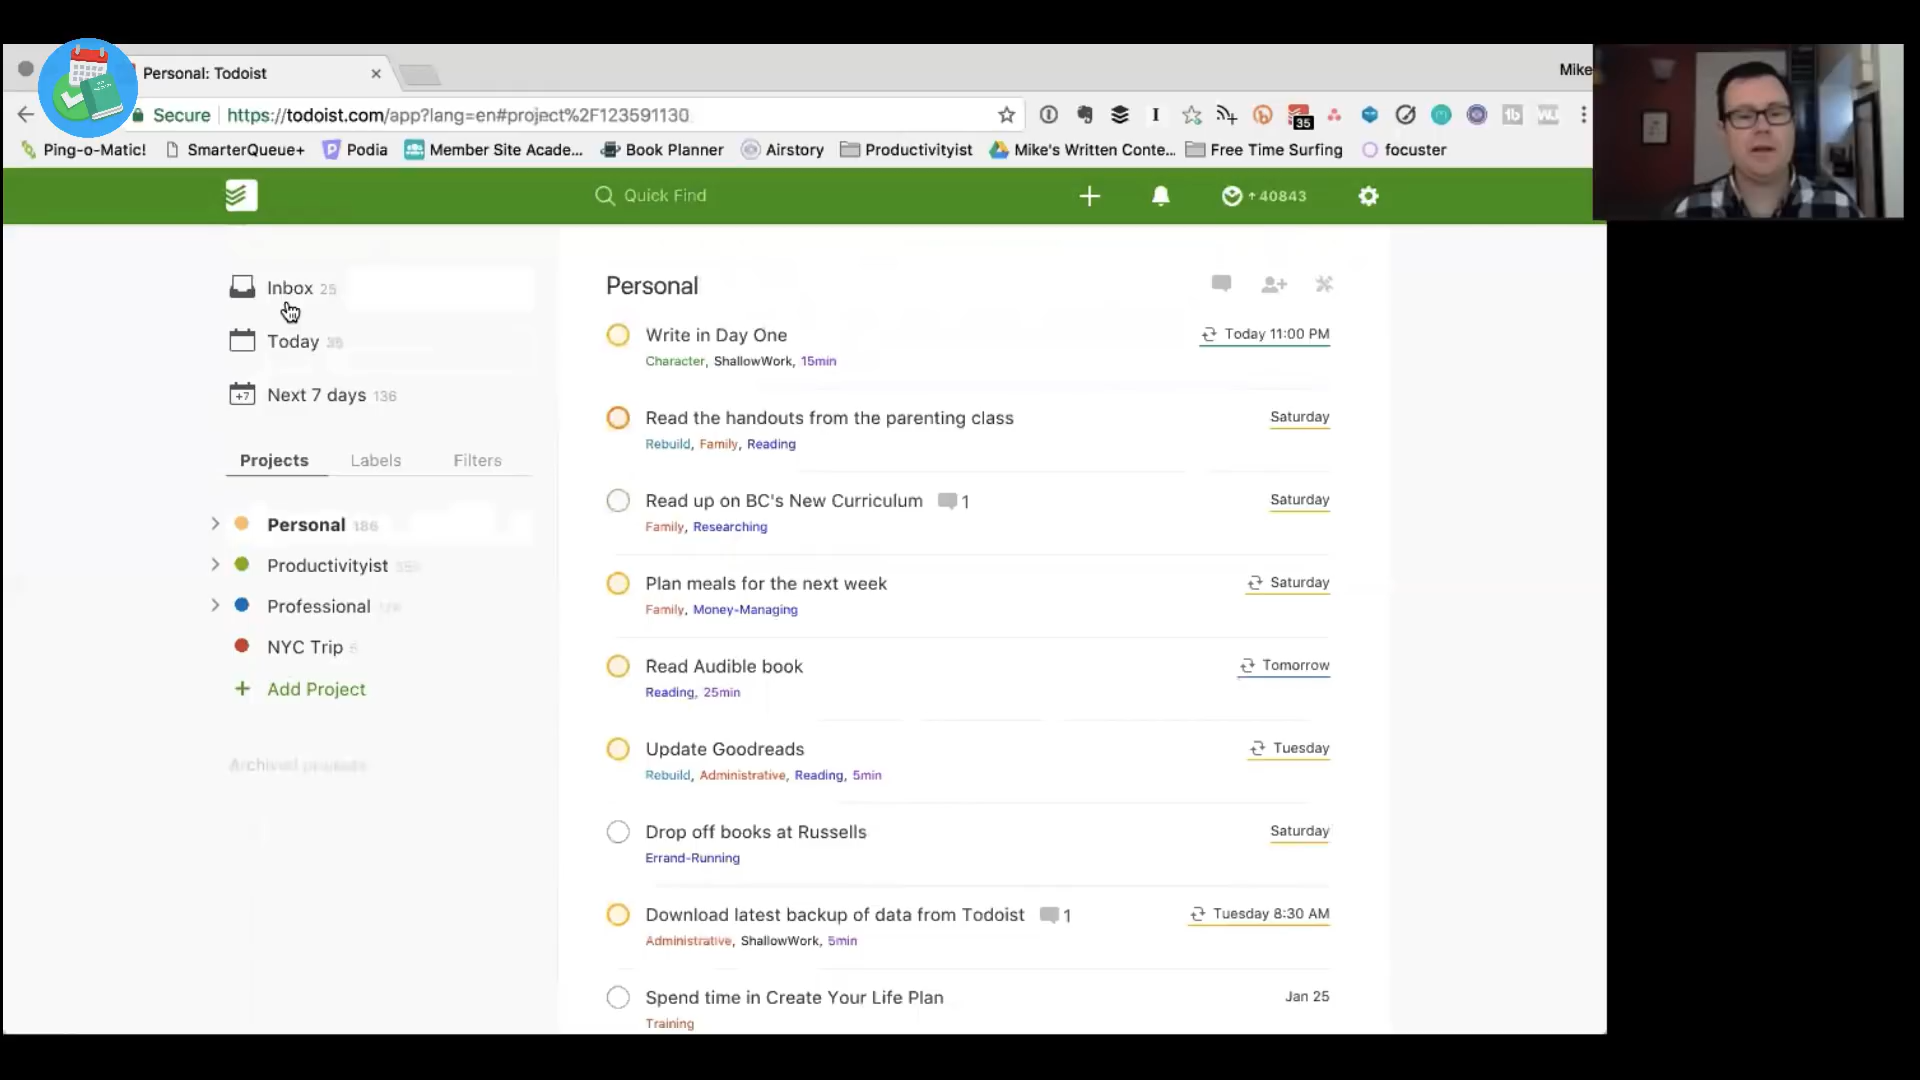 Personal: Todoist
Mike
Secure https://todoist.com/app?lang=en#project%2F123591130
35
Ping-o-Matic! SmarterQueue+ Podia Member Site Acade... Book Planner Airstory Productivityist Mike's Written Conte... Free Time Surfing focuster
Quick Find
40843
Inbox 25
Today 35
Next 7 days 136
Projects Labels Filters
Personal 186
Productivityist
Professional
NYC Trip
+ Add Project
Archived projects
Personal
Write in Day One
Today 11:00 PM
Character, ShallowWork, 15min
Read the handouts from the parenting class
Saturday
Rebuild, Family, Reading
Read up on BC's New Curriculum 1
Saturday
Family, Researching
Plan meals for the next week
Saturday
Family, Money-Managing
Read Audible book
Tomorrow
Reading, 25min
Update Goodreads
Tuesday
Rebuild, Administrative, Reading, 5min
Drop off books at Russells
Saturday
Errand-Running
Download latest backup of data from Todoist 1
Tuesday 8:30 AM
Administrative, ShallowWork, 5min
Spend time in Create Your Life Plan
Jan 25
Training